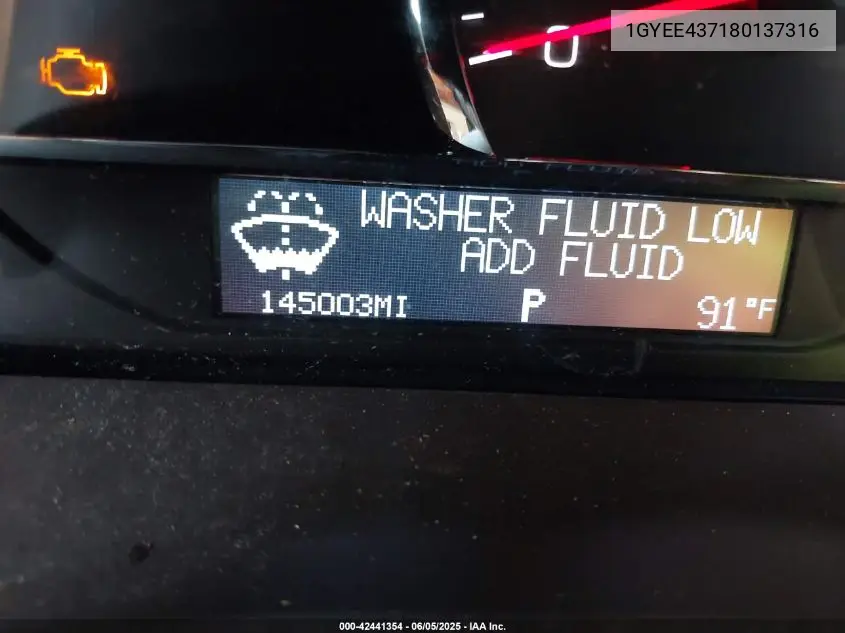 1GYEE437180137316
0
WASHER FLUID LOW
ADD FLUID
145003MI P 91°F
000-42441354 - 06/05/2025 - IAA Inc.